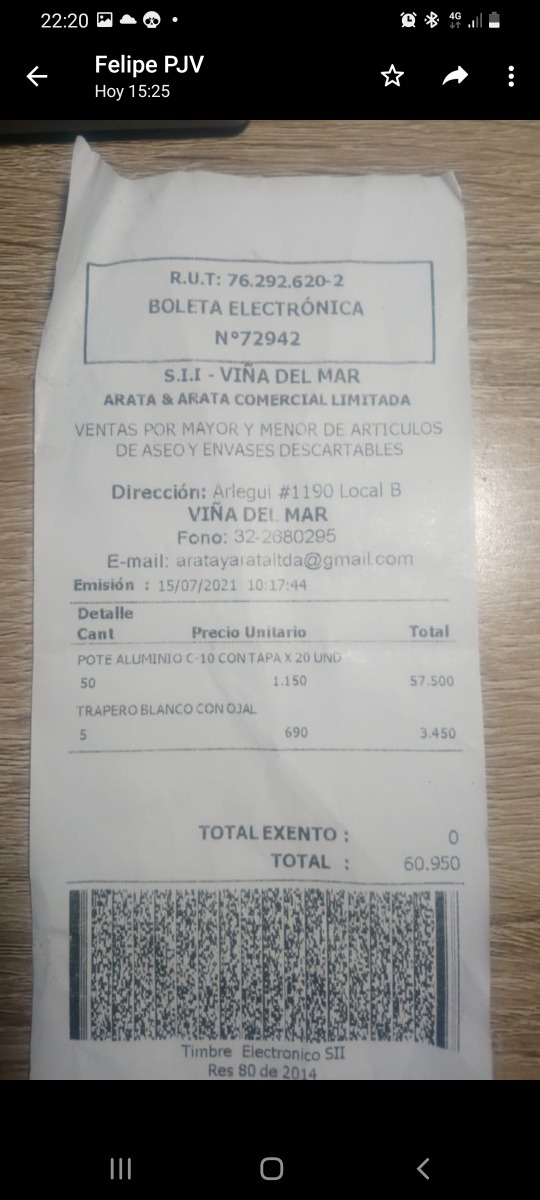 22:20
4G
Felipe PJV
Hoy 15:25
R.U.T: 76.292.620-2
BOLETA ELECTRÓNICA
N°72942
S.I.I - VIÑA DEL MAR
ARATA & ARATA COMERCIAL LIMITADA
VENTAS POR MAYOR Y MENOR DE ARTICULOS
DE ASEO Y ENVASES DESCARTABLES
Dirección: Arlegui #1190 Local B
VIÑA DEL MAR
Fono: 32-2680295
E-mail: aratayarataltda@gmail.com
Emisión : 15/07/2021 10:17:44
Detalle
Cant Precio Unitario Total
POTE ALUMINIO C-10 CON TAPA X 20 UND
50 1.150 57.500
TRAPERO BLANCO CON OJAL
5 690 3.450
TOTAL EXENTO : 0
TOTAL : 60.950
Timbre Electronico SII
Res 80 de 2014